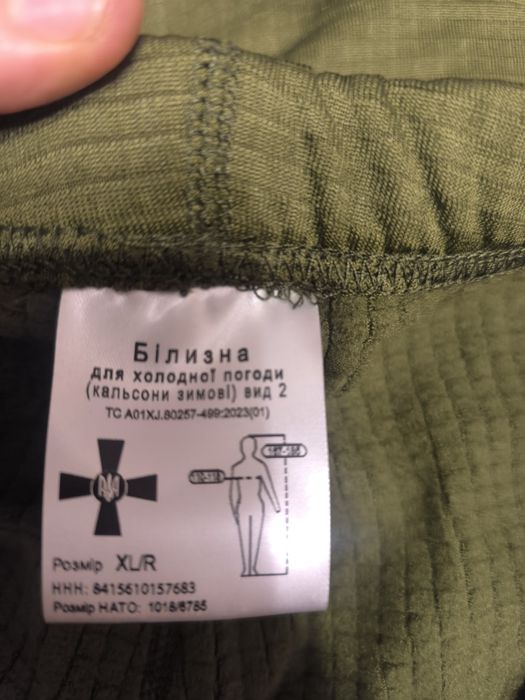 Білизна
для холодної погоди
(кальсони зимові) вид 2
ТС А01XJ.80257-499:2023(01)
Розмір XL/R
ННН: 8415610157683
Розмір НАТО: 1018/6785